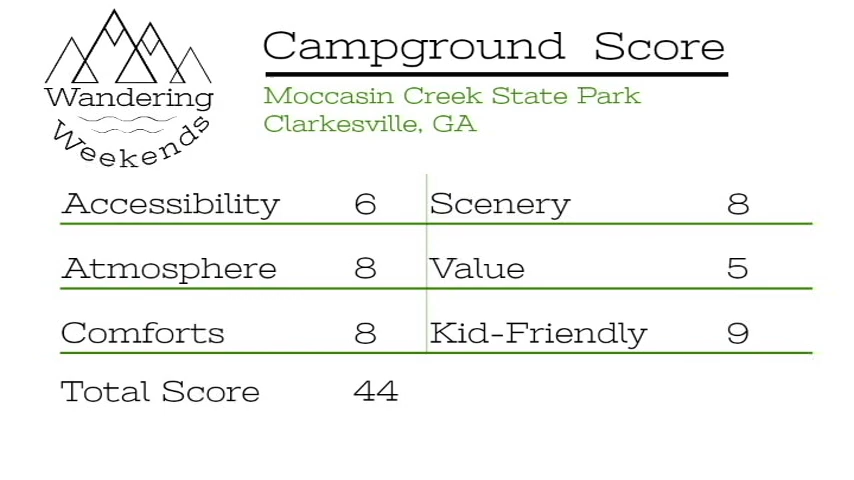 Wandering
Weekends
Campground Score
Moccasin Creek State Park
Clarkesville, GA
Accessibility 6 Scenery 8
Atmosphere 8 Value 5
Comforts 8 Kid-Friendly 9
Total Score 44